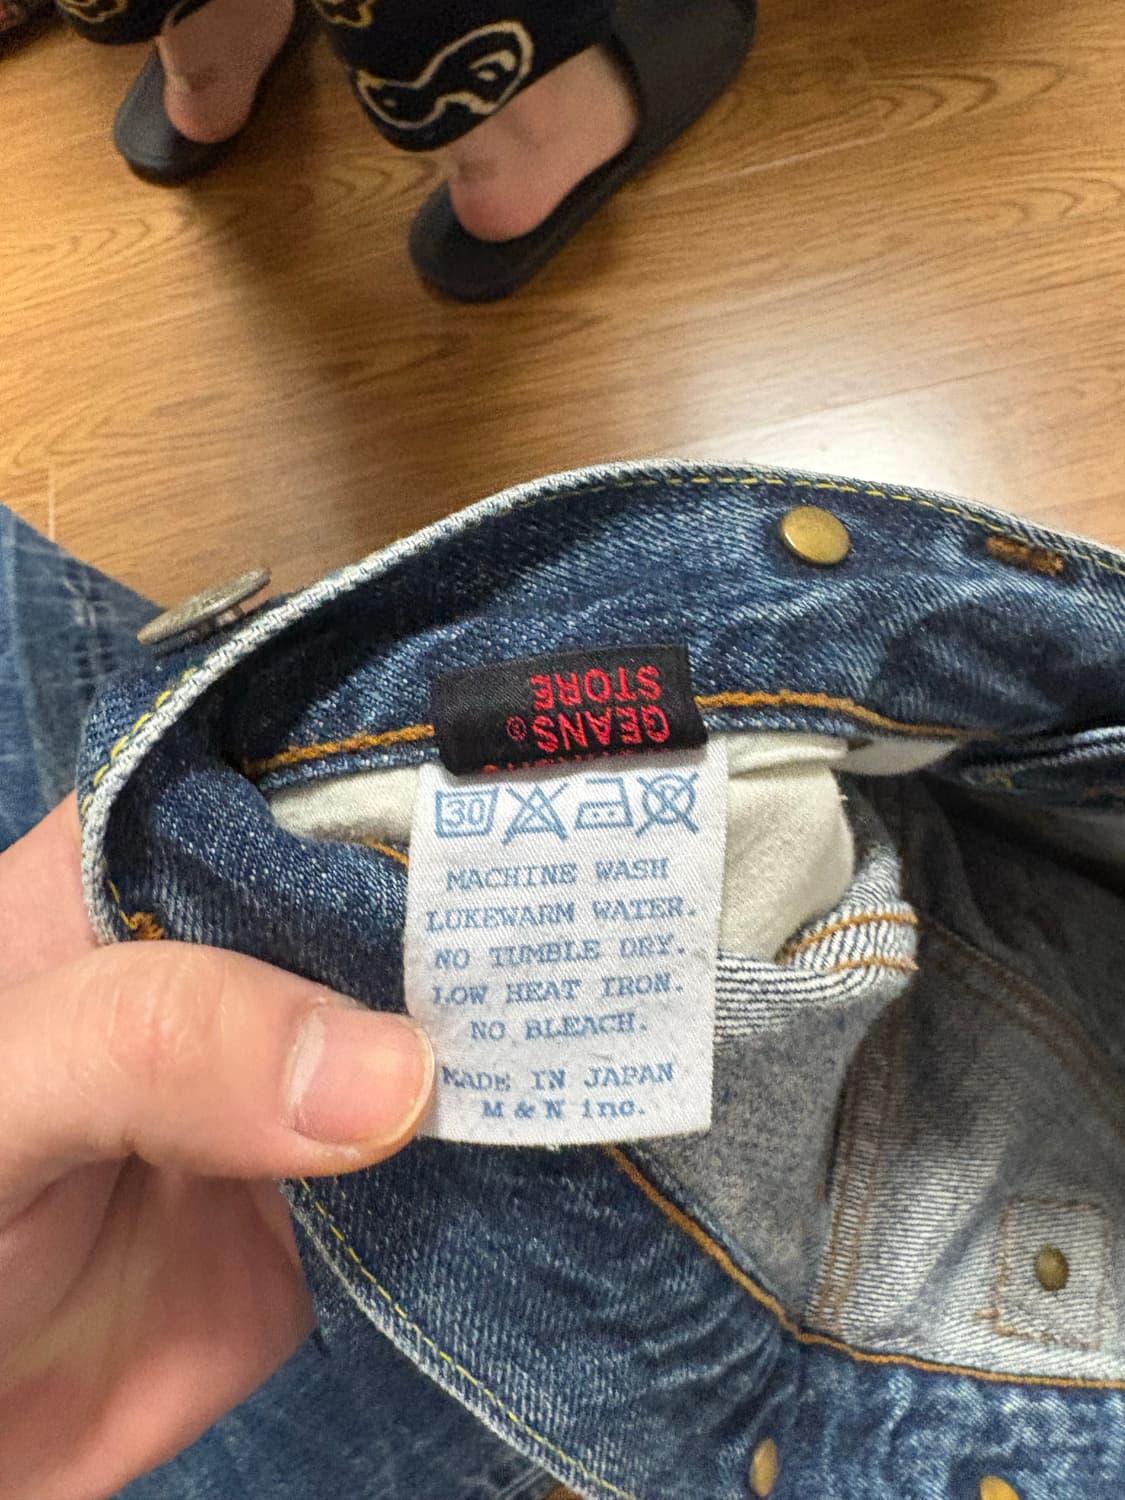 GEANS®
STORE
30
MACHINE WASH
LUKEWARM WATER.
NO TUMBLE DRY.
LOW HEAT IRON.
NO BLEACH.
MADE IN JAPAN
M & N inc.